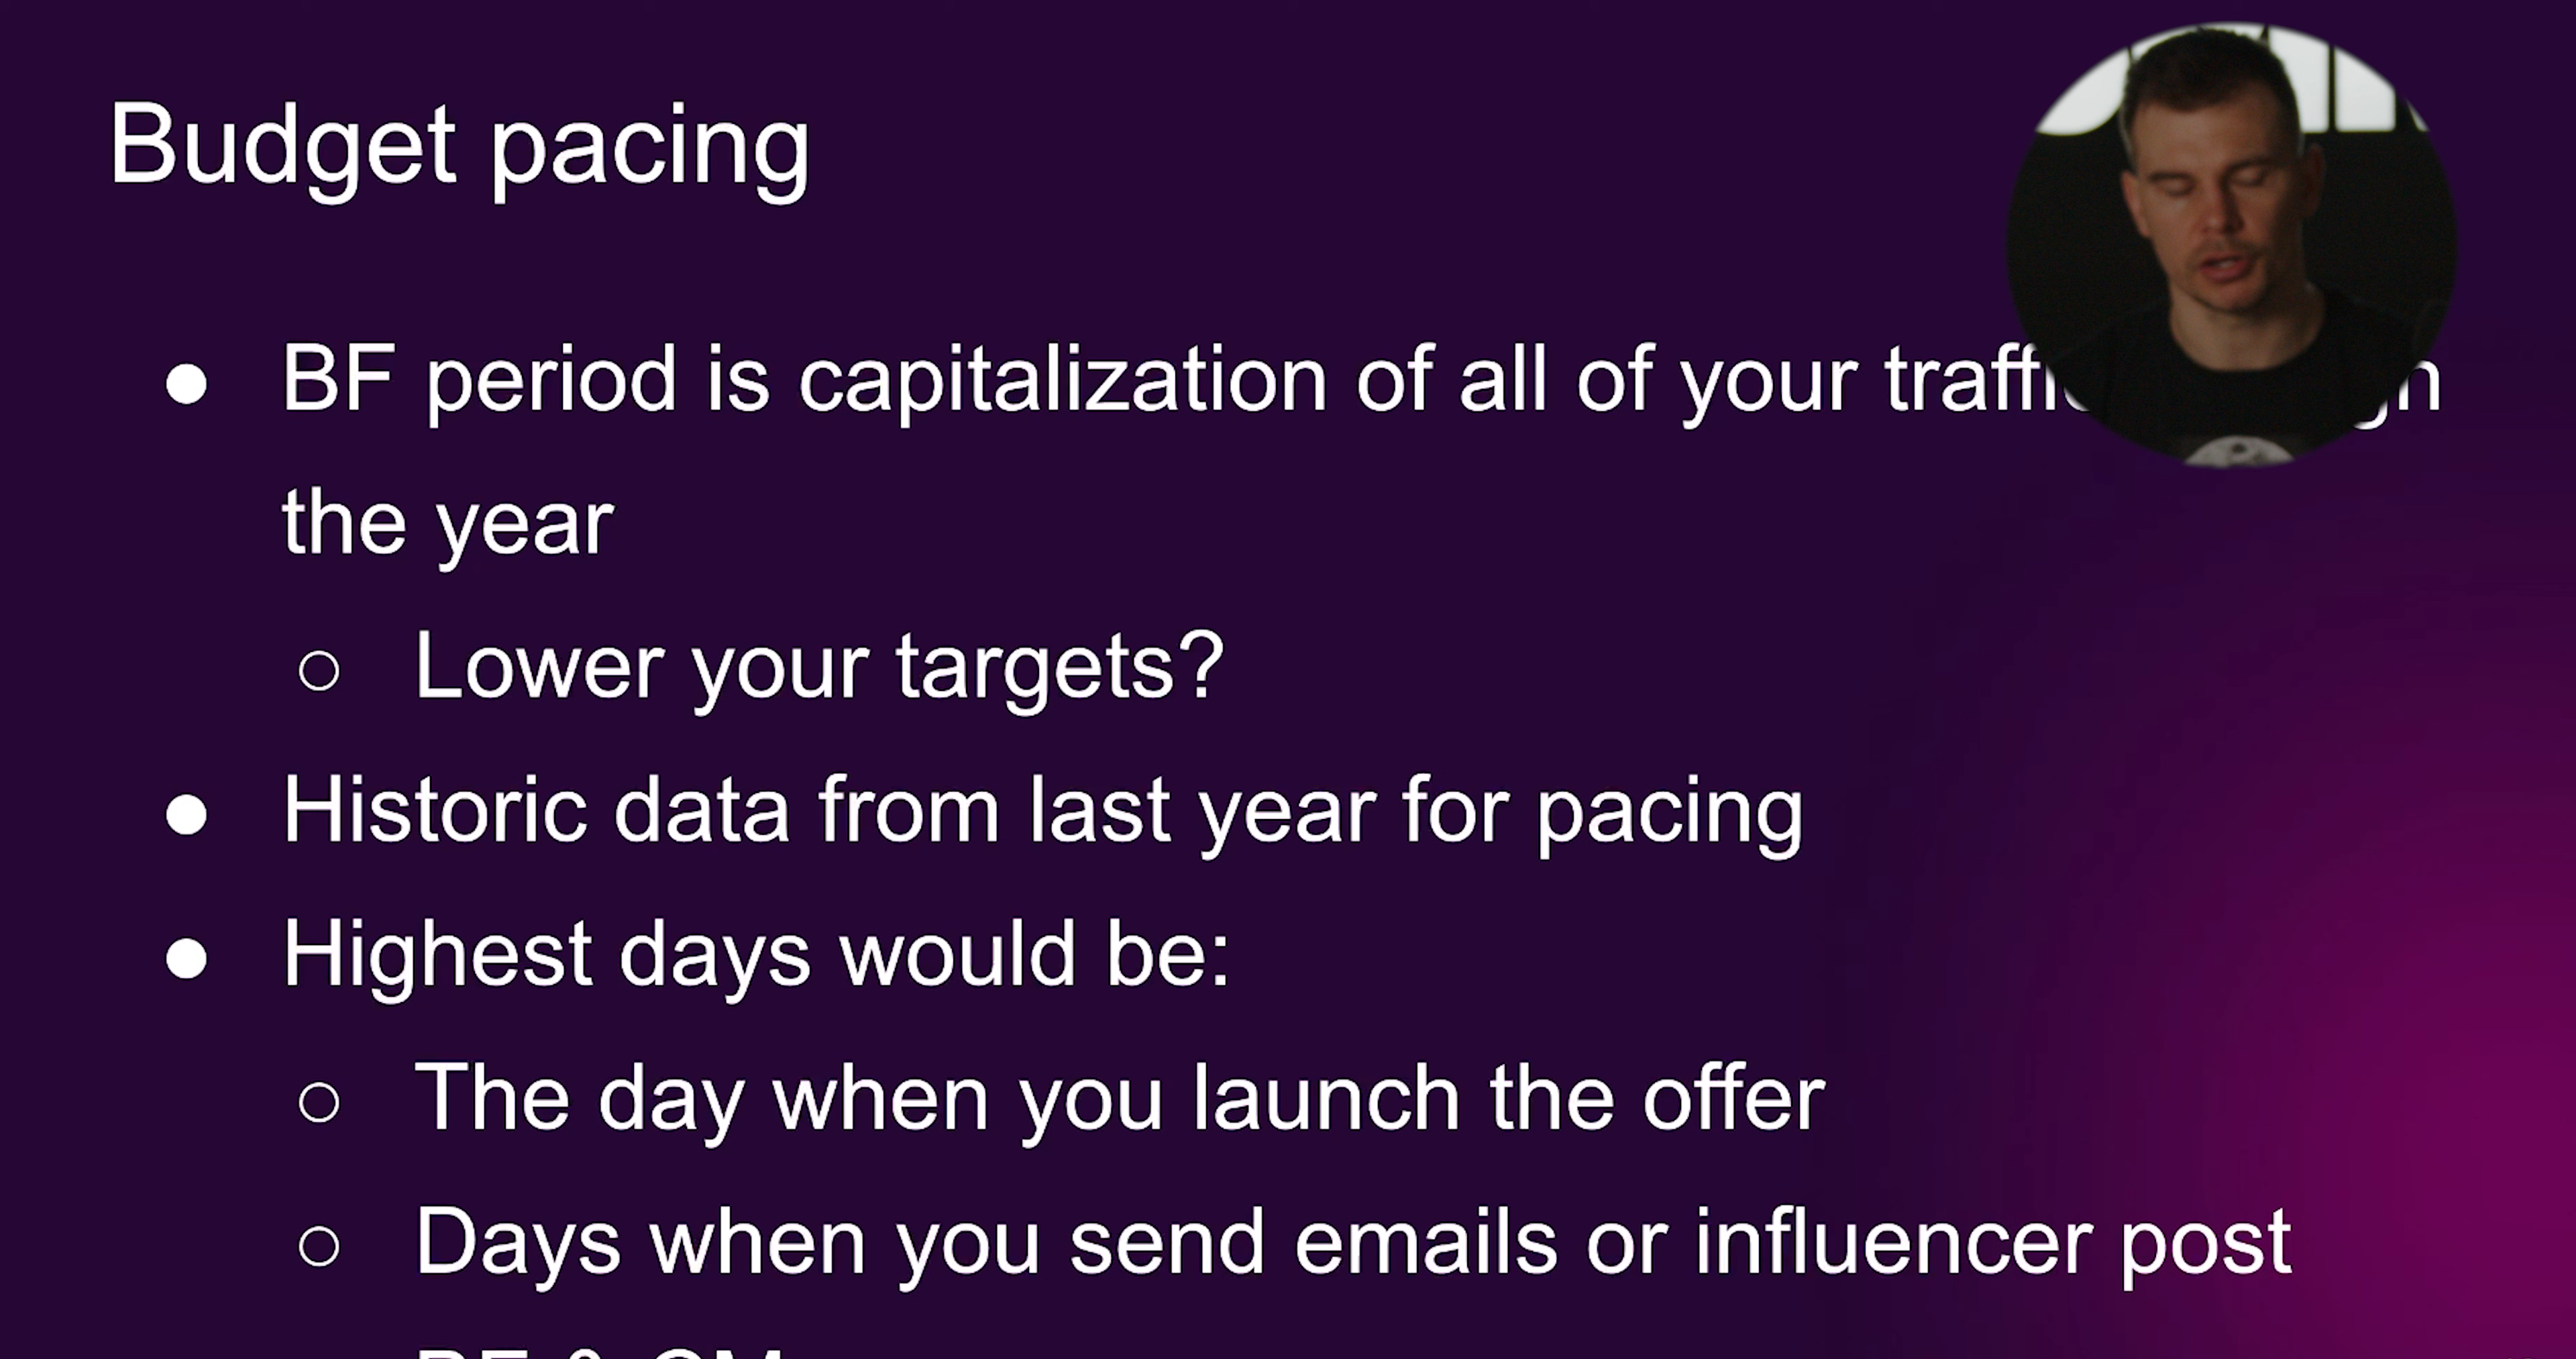 Budget pacing
● BF period is capitalization of all of your traffic
the year
○ Lower your targets?
● Historic data from last year for pacing
● Highest days would be:
○ The day when you launch the offer
○ Days when you send emails or influencer post